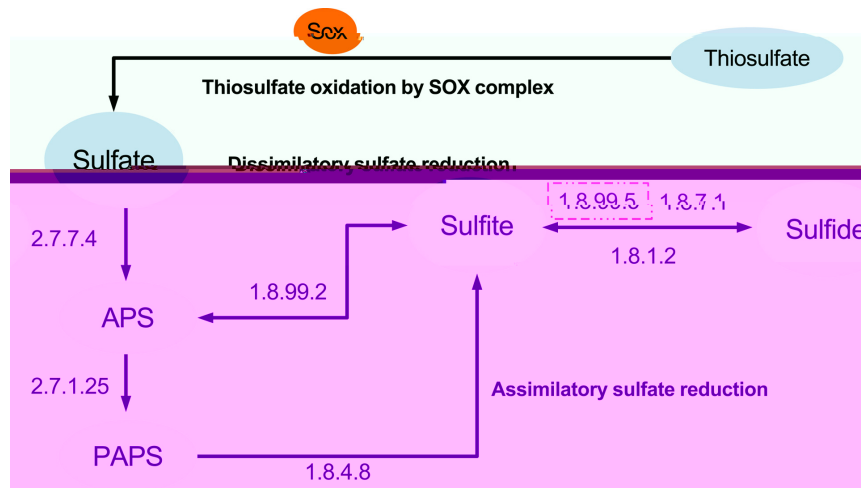 Sox
Thiosulfate
Thiosulfate oxidation by SOX complex
Sulfate
Dissimilatory sulfate reduction
1.8.99.5 1.8.7.1
2.7.7.4
Sulfite
Sulfide
1.8.1.2
1.8.99.2
APS
2.7.1.25
Assimilatory sulfate reduction
PAPS
1.8.4.8